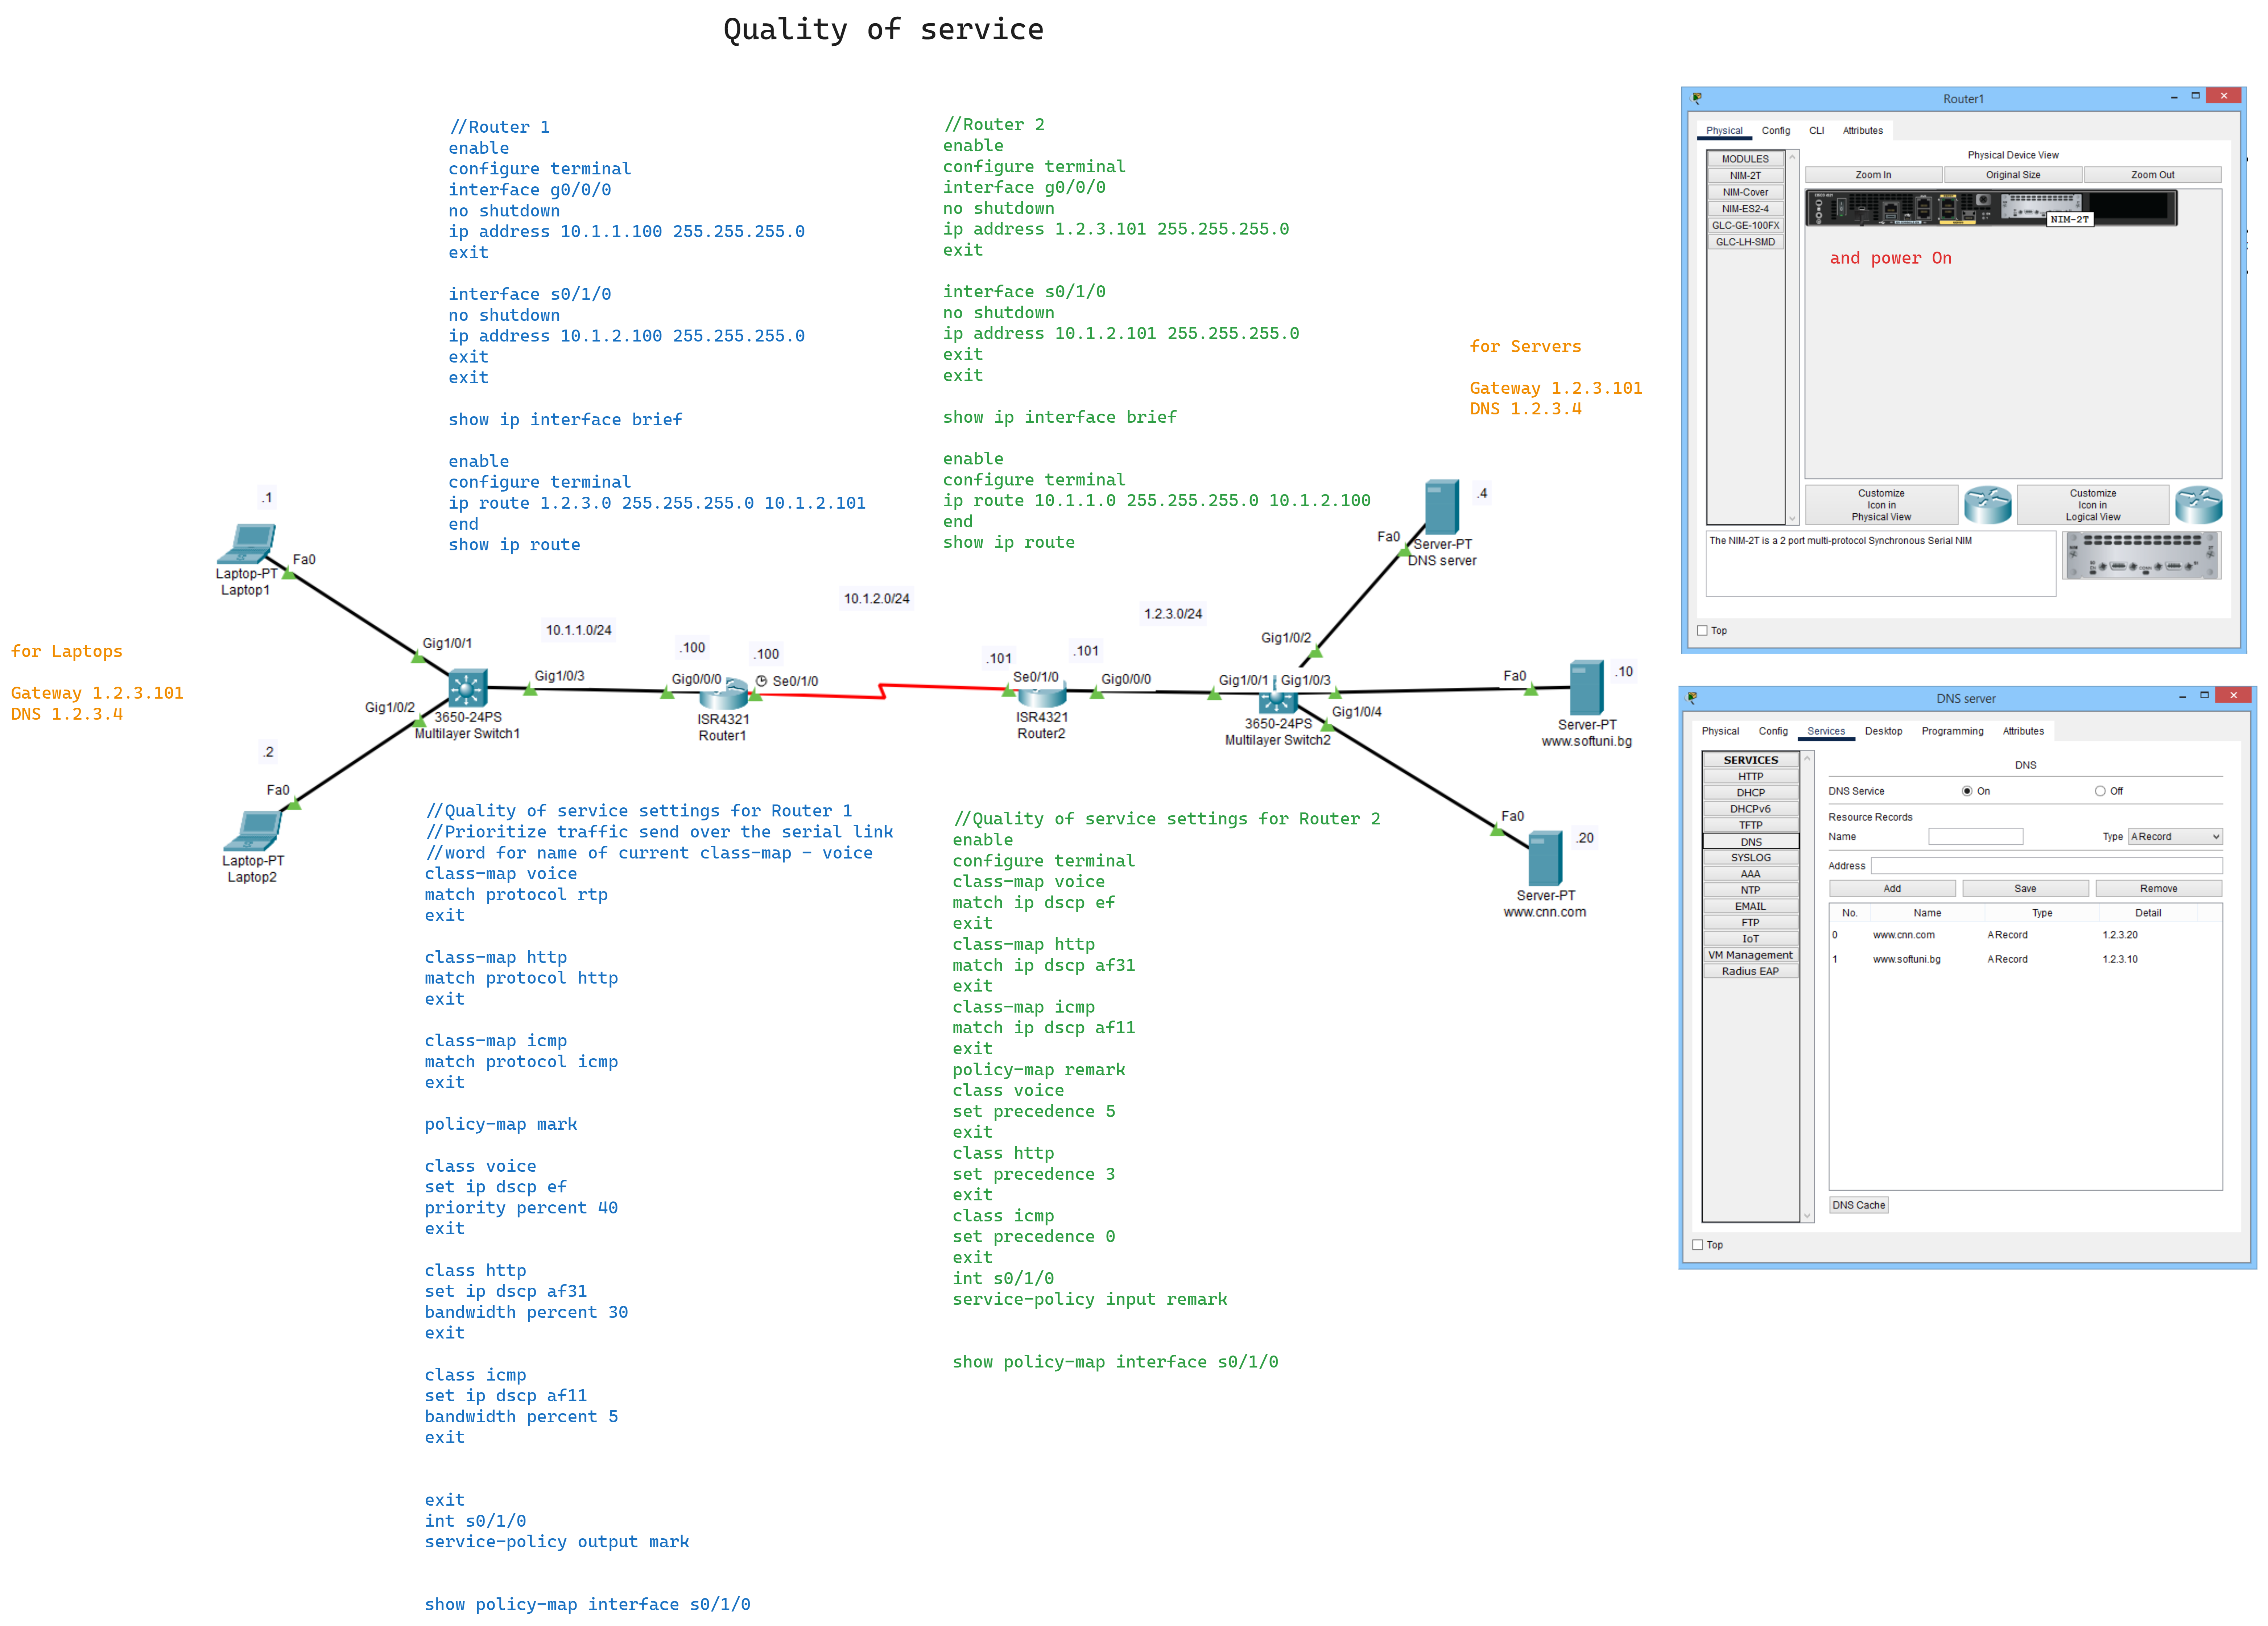 Quality of service
//Router 1
enable
configure terminal
interface g0/0/0
no shutdown
ip address 10.1.1.100 255.255.255.0
exit
interface s0/1/0
no shutdown
ip address 10.1.2.100 255.255.255.0
exit
exit
show ip interface brief
enable
configure terminal
ip route 1.2.3.0 255.255.255.0 10.1.2.101
end
show ip route
//Router 2
enable
configure terminal
interface g0/0/0
no shutdown
ip address 1.2.3.101 255.255.255.0
exit
interface s0/1/0
no shutdown
ip address 10.1.2.101 255.255.255.0
exit
exit
show ip interface brief
enable
configure terminal
ip route 10.1.1.0 255.255.255.0 10.1.2.100
end
show ip route
for Servers
Gateway 1.2.3.101
DNS 1.2.3.4
for Laptops
Gateway 1.2.3.101
DNS 1.2.3.4
.1
Fa0
Laptop-PT
Laptop1
Gig1/0/1
10.1.1.0/24
Gig1/0/3
Gig1/0/2
3650-24PS
Multilayer Switch1
.2
Fa0
Laptop-PT
Laptop2
.100
Gig0/0/0
.100
Se0/1/0
ISR4321
Router1
10.1.2.0/24
.101
Se0/1/0
.101
Gig0/0/0
ISR4321
Router2
1.2.3.0/24
Gig1/0/2
Gig1/0/1
Gig1/0/3
Gig1/0/4
3650-24PS
Multilayer Switch2
.4
Fa0
Server-PT
DNS server
.10
Fa0
Server-PT
www.softuni.bg
.20
Fa0
Server-PT
www.cnn.com
//Quality of service settings for Router 1
//Prioritize traffic send over the serial link
//word for name of current class-map - voice
class-map voice
match protocol rtp
exit
class-map http
match protocol http
exit
class-map icmp
match protocol icmp
exit
policy-map mark
class voice
set ip dscp ef
priority percent 40
exit
class http
set ip dscp af31
bandwidth percent 30
exit
class icmp
set ip dscp af11
bandwidth percent 5
exit
exit
int s0/1/0
service-policy output mark
show policy-map interface s0/1/0
//Quality of service settings for Router 2
enable
configure terminal
class-map voice
match ip dscp ef
exit
class-map http
match ip dscp af31
exit
class-map icmp
match ip dscp af11
exit
policy-map remark
class voice
set precedence 5
exit
class http
set precedence 3
exit
class icmp
set precedence 0
exit
int s0/1/0
service-policy input remark
show policy-map interface s0/1/0
Router1
Physical Config CLI Attributes
MODULES
NIM-2T
NIM-Cover
NIM-ES2-4
GLC-GE-100FX
GLC-LH-SMD
Physical Device View
Zoom In Original Size Zoom Out
NIM-2T
and power On
Customize
Icon in
Physical View
Customize
Icon in
Logical View
The NIM-2T is a 2 port multi-protocol Synchronous Serial NIM
Top
DNS server
Physical Config Services Desktop Programming Attributes
SERVICES
HTTP
DHCP
DHCPv6
TFTP
DNS
SYSLOG
AAA
NTP
EMAIL
FTP
IoT
VM Management
Radius EAP
DNS
DNS Service On Off
Resource Records
Name Type A Record
Address
Add Save Remove
No. Name Type Detail
0 www.cnn.com A Record 1.2.3.20
1 www.softuni.bg A Record 1.2.3.10
DNS Cache
Top